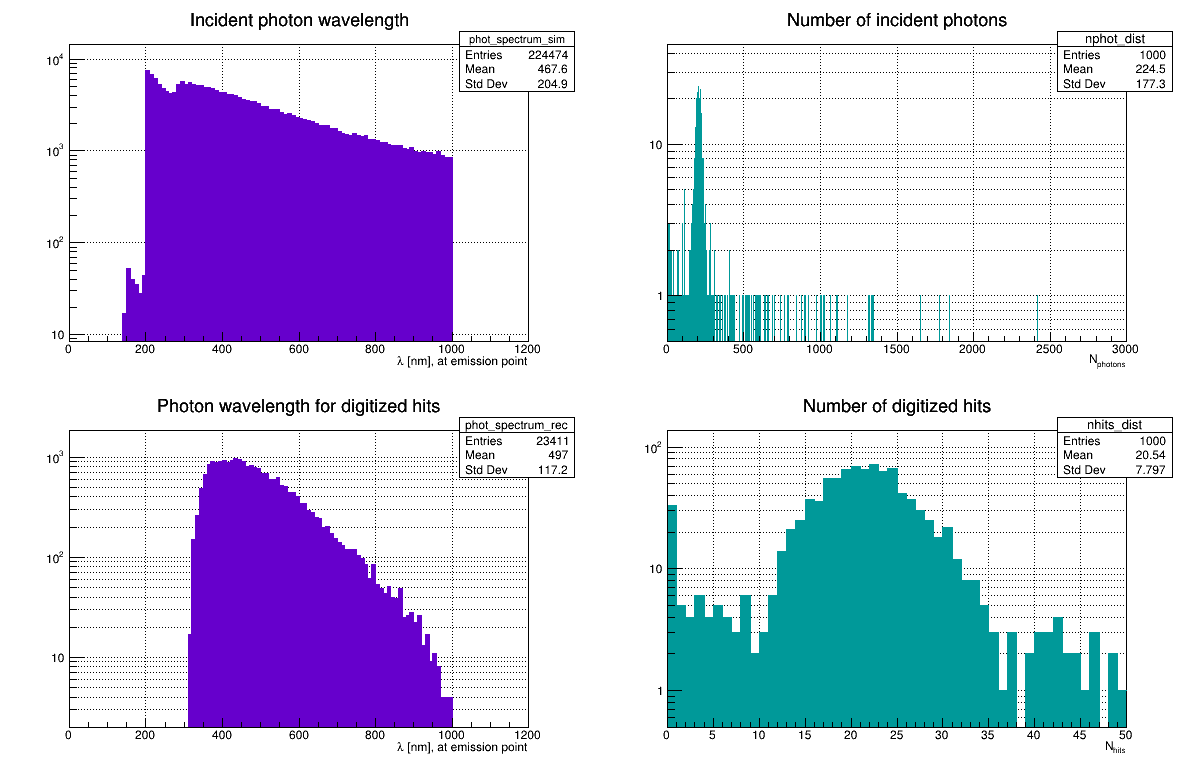 Incident photon wavelength
phot_spectrum_sim
Entries 224474
Mean 467.6
Std Dev 204.9
10^4
10^3
10^2
10
0 200 400 600 800 1000 1200
λ [nm], at emission point
Number of incident photons
nphot_dist
Entries 1000
Mean 224.5
Std Dev 177.3
10
1
0 500 1000 1500 2000 2500 3000
N_photons
Photon wavelength for digitized hits
phot_spectrum_rec
Entries 23411
Mean 497
Std Dev 117.2
10^3
10^2
10
0 200 400 600 800 1000 1200
λ [nm], at emission point
Number of digitized hits
nhits_dist
Entries 1000
Mean 20.54
Std Dev 7.797
10^2
10
1
0 5 10 15 20 25 30 35 40 45 50
N_hits